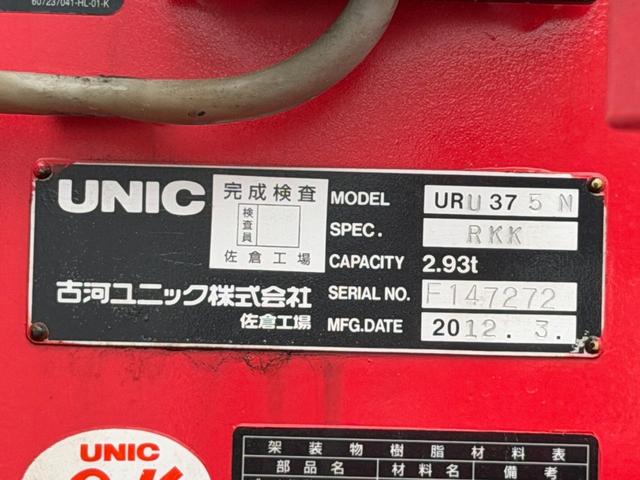 607237041-HL-01-K
UNIC
完成検査
検査員
佐倉工場
古河ユニック株式会社
佐倉工場
MODEL URU375N
SPEC. RKK
CAPACITY 2.93t
SERIAL NO. F147272
MFG.DATE 2012.3.
UNIC
架装物樹脂材料表
部品名 材料名 備考